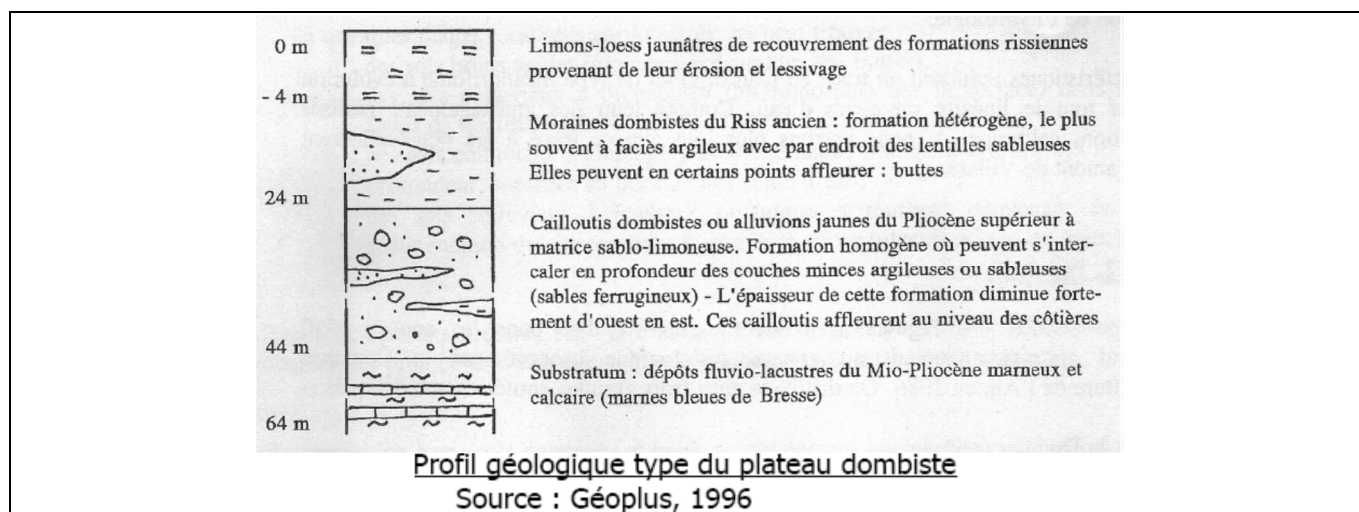 0 m
Limons-loess jaunâtres de recouvrement des formations rissiennes
provenant de leur érosion et lessivage
- 4 m
Moraines dombistes du Riss ancien : formation hétérogène, le plus
souvent à faciès argileux avec par endroit des lentilles sableuses
Elles peuvent en certains points affleurer : buttes
24 m
Cailloutis dombistes ou alluvions jaunes du Pliocène supérieur à
matrice sablo-limoneuse. Formation homogène où peuvent s'inter-
caler en profondeur des couches minces argileuses ou sableuses
(sables ferrugineux) - L'épaisseur de cette formation diminue forte-
ment d'ouest en est. Ces cailloutis affleurent au niveau des côtières
44 m
Substratum : dépôts fluvio-lacustres du Mio-Pliocène marneux et
calcaire (marnes bleues de Bresse)
64 m
Profil géologique type du plateau dombiste
Source : Géoplus, 1996